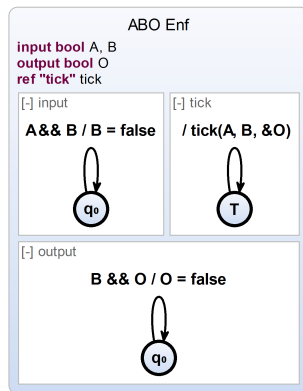 ABO Enf
input bool A, B
output bool O
ref "tick" tick
[-] input
A&& B / B = false
q₀
[-] tick
/ tick(A, B, &O)
T
[-] output
B && O / O = false
q₀